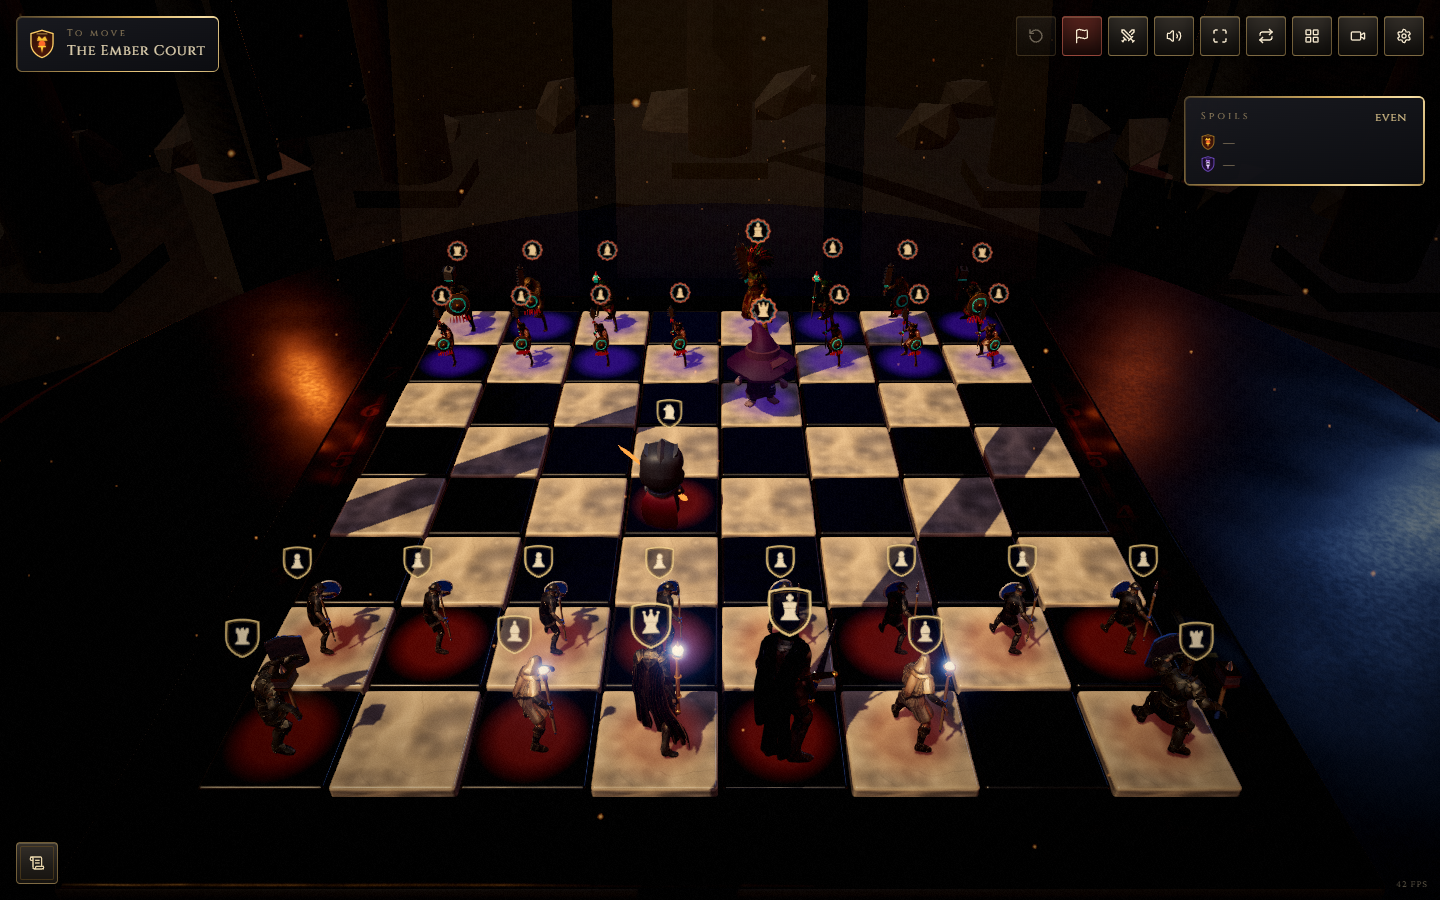 To move
The Ember Court
Spoils
EVEN
—
—
42 FPS